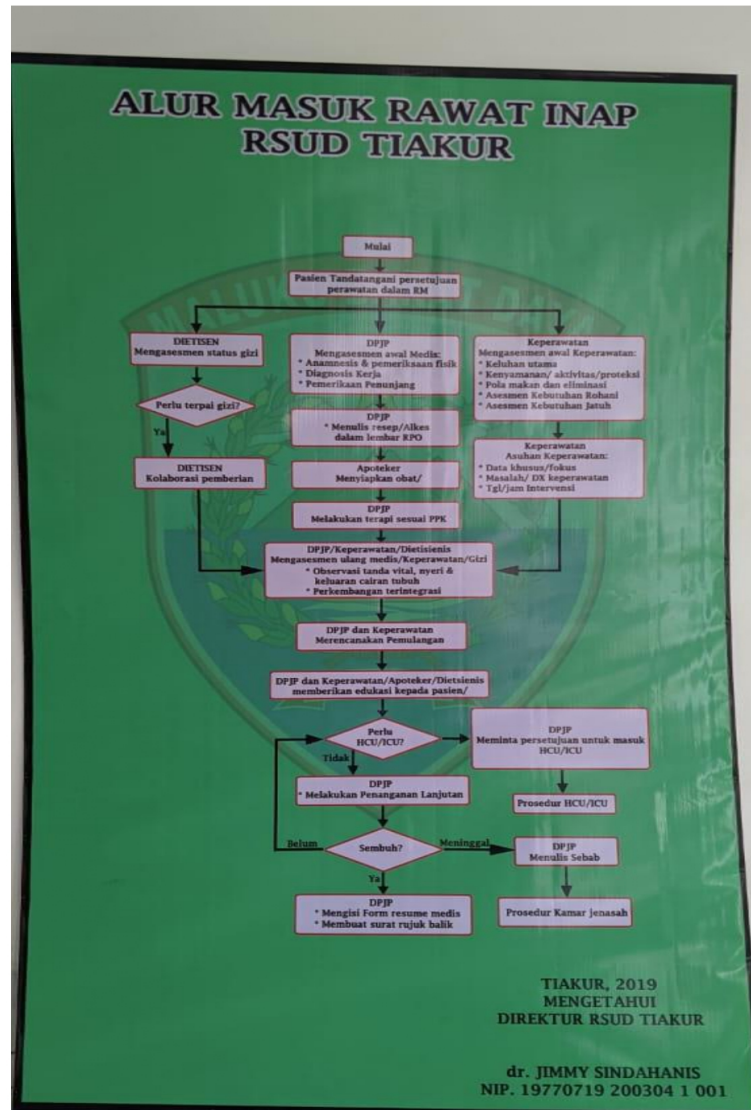 ALUR MASUK RAWAT INAP
RSUD TIAKUR
Mulai
Pasien Tandatangani persetujuan
perawatan dalam RM
DIETISEN
Mengasesmen status gizi
Perlu terpai gizi?
Ya
DIETISEN
Kolaborasi pemberian
DPJP
Mengasesmen awal Medis:
* Anamnesis & pemeriksaan fisik
* Diagnosis Kerja
* Pemerikaan Penunjang
DPJP
* Menulis resep/Alkes
dalam lembar RPO
Apoteker
Menyiapkan obat/
DPJP
Melakukan terapi sesuai PPK
Keperawatan
Mengasesmen awal Keperawatan:
* Keluhan utama
* Kenyamanan/ aktivitas/proteksi
* Pola makan dan eliminasi
* Asesmen Kebutuhan Rohani
* Asesmen Kebutuhan Jatuh
Keperawatan
Asuhan Keperawatan:
* Data khusus/fokus
* Masalah/ DX keperawatan
* Tgl/jam Intervensi
DPJP/Keperawatan/Dietisienis
Mengasesmen ulang medis/Keperawatan/Gizi
* Observasi tanda vital, nyeri &
keluaran cairan tubuh
* Perkembangan terintegrasi
DPJP dan Keperawatan
Merencanakan Pemulangan
DPJP dan Keperawatan/Apoteker/Dietsienis
memberikan edukasi kepada pasien/
Perlu
HCU/ICU?
DPJP
Meminta persetujuan untuk masuk
HCU/ICU
Prosedur HCU/ICU
Tidak
DPJP
* Melakukan Penanganan Lanjutan
Belum
Sembuh?
Meninggal
DPJP
Menulis Sebab
Prosedur Kamar jenasah
Ya
DPJP
* Mengisi Form resume medis
* Membuat surat rujuk balik
TIAKUR, 2019
MENGETAHUI
DIREKTUR RSUD TIAKUR
dr. JIMMY SINDAHANIS
NIP. 19770719 200304 1 001